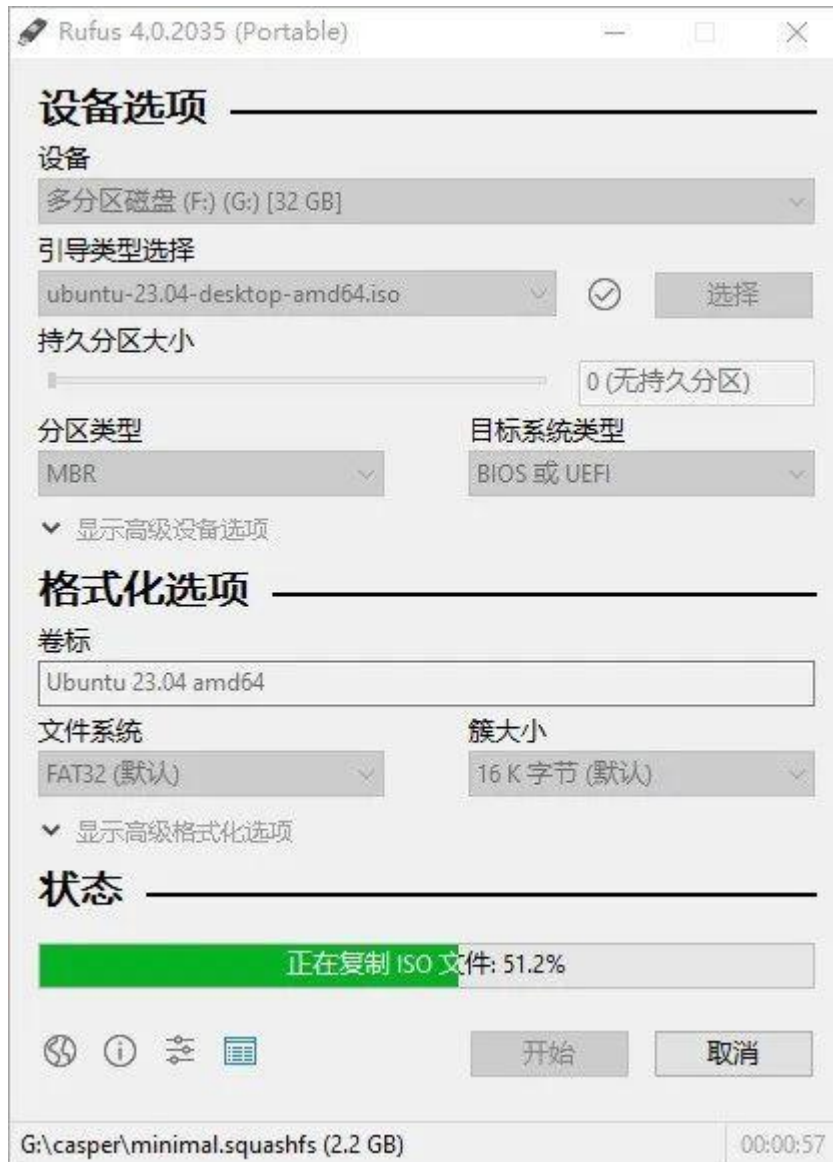 Rufus 4.0.2035 (Portable)
设备选项
设备
多分区磁盘 (F:) (G:) [32 GB]
引导类型选择
ubuntu-23.04-desktop-amd64.iso
选择
持久分区大小
0 (无持久分区)
分区类型
目标系统类型
MBR
BIOS 或 UEFI
显示高级设备选项
格式化选项
卷标
Ubuntu 23.04 amd64
文件系统
簇大小
FAT32 (默认)
16 K 字节 (默认)
显示高级格式化选项
状态
正在复制 ISO 文件: 51.2%
开始
取消
G:\casper\minimal.squashfs (2.2 GB)
00:00:57